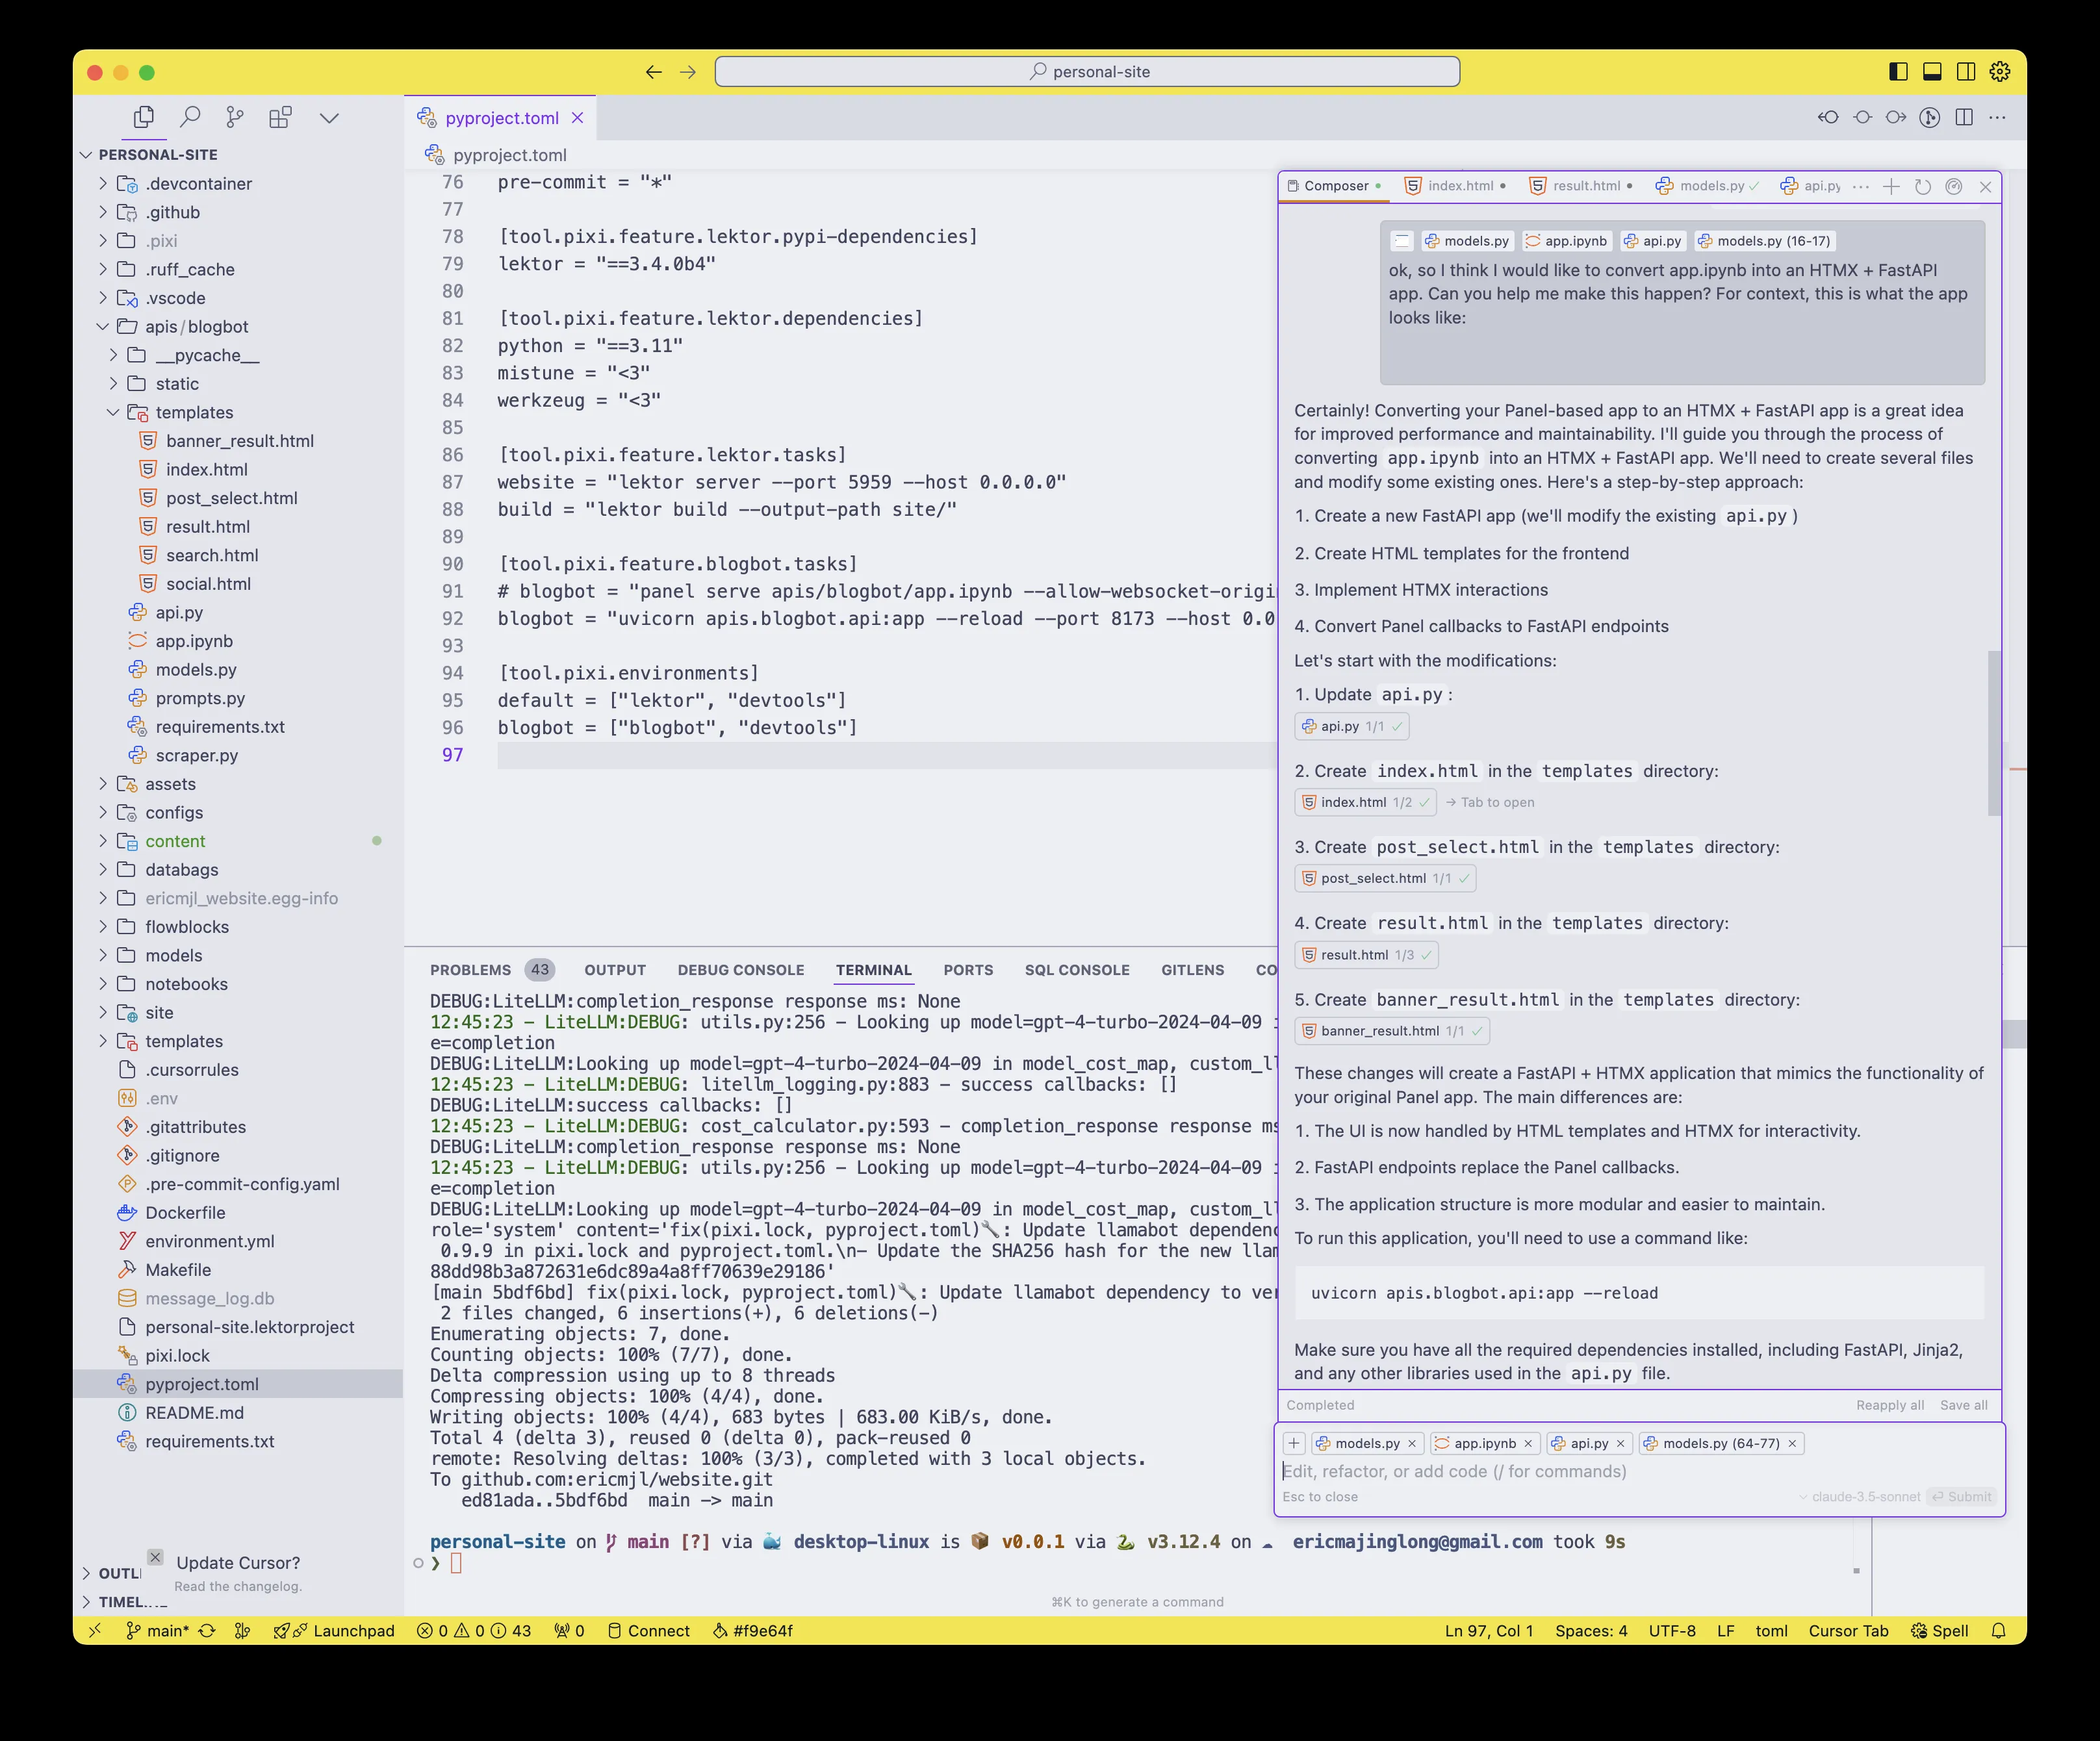 personal-site
PERSONAL-SITE
.devcontainer
.github
.pixi
.ruff_cache
.vscode
apis/blogbot
__pycache__
static
templates
banner_result.html
index.html
post_select.html
result.html
search.html
social.html
api.py
app.ipynb
models.py
prompts.py
requirements.txt
scraper.py
assets
configs
content
databags
ericmjl_website.egg-info
flowblocks
models
notebooks
site
templates
.cursorrules
.env
.gitattributes
.gitignore
.pre-commit-config.yaml
Dockerfile
environment.yml
Makefile
message_log.db
personal-site.lektorproject
pixi.lock
pyproject.toml
README.md
requirements.txt
OUTL
Update Cursor?
Read the changelog.
TIMEL
pyproject.toml
pyproject.toml
76 pre-commit = "*"
77
78 [tool.pixi.feature.lektor.pypi-dependencies]
79 lektor = "==3.4.0b4"
80
81 [tool.pixi.feature.lektor.dependencies]
82 python = "==3.11"
83 mistune = "<3"
84 werkzeug = "<3"
85
86 [tool.pixi.feature.lektor.tasks]
87 website = "lektor server --port 5959 --host 0.0.0.0"
88 build = "lektor build --output-path site/"
89
90 [tool.pixi.feature.blogbot.tasks]
91 # blogbot = "panel serve apis/blogbot/app.ipynb --allow-websocket-origi
92 blogbot = "uvicorn apis.blogbot.api:app --reload --port 8173 --host 0.0
93
94 [tool.pixi.environments]
95 default = ["lektor", "devtools"]
96 blogbot = ["blogbot", "devtools"]
97
PROBLEMS 43 OUTPUT DEBUG CONSOLE TERMINAL PORTS SQL CONSOLE GITLENS CO
DEBUG:LiteLLM:completion_response response ms: None
12:45:23 - LiteLLM:DEBUG: utils.py:256 - Looking up model=gpt-4-turbo-2024-04-09 i
e=completion
DEBUG:LiteLLM:Looking up model=gpt-4-turbo-2024-04-09 in model_cost_map, custom_ll
12:45:23 - LiteLLM:DEBUG: litellm_logging.py:883 - success callbacks: []
DEBUG:LiteLLM:success callbacks: []
12:45:23 - LiteLLM:DEBUG: cost_calculator.py:593 - completion_response response ms
DEBUG:LiteLLM:completion_response response ms: None
12:45:23 - LiteLLM:DEBUG: utils.py:256 - Looking up model=gpt-4-turbo-2024-04-09 i
e=completion
DEBUG:LiteLLM:Looking up model=gpt-4-turbo-2024-04-09 in model_cost_map, custom_ll
role='system' content='fix(pixi.lock, pyproject.toml)🔧: Update llamabot dependenc
0.9.9 in pixi.lock and pyproject.toml.\n- Update the SHA256 hash for the new llam
88dd98b3a872631e6dc89a4a8ff70639e29186'
[main 5bdf6bd] fix(pixi.lock, pyproject.toml)🔧: Update llamabot dependency to ver
2 files changed, 6 insertions(+), 6 deletions(-)
Enumerating objects: 7, done.
Counting objects: 100% (7/7), done.
Delta compression using up to 8 threads
Compressing objects: 100% (4/4), done.
Writing objects: 100% (4/4), 683 bytes | 683.00 KiB/s, done.
Total 4 (delta 3), reused 0 (delta 0), pack-reused 0
remote: Resolving deltas: 100% (3/3), completed with 3 local objects.
To github.com:ericmjl/website.git
ed81ada..5bdf6bd main -> main
personal-site on main [?] via 🐳 desktop-linux is 📦 v0.0.1 via 🐍 v3.12.4 on ☁ ericmajinglong@gmail.com took 9s
❯
⌘K to generate a command
Composer index.html result.html models.py api.py
models.py app.ipynb api.py models.py (16-17)
ok, so I think I would like to convert app.ipynb into an HTMX + FastAPI
app. Can you help me make this happen? For context, this is what the app
looks like:
Certainly! Converting your Panel-based app to an HTMX + FastAPI app is a great idea
for improved performance and maintainability. I'll guide you through the process of
converting app.ipynb into an HTMX + FastAPI app. We'll need to create several files
and modify some existing ones. Here's a step-by-step approach:
1. Create a new FastAPI app (we'll modify the existing api.py )
2. Create HTML templates for the frontend
3. Implement HTMX interactions
4. Convert Panel callbacks to FastAPI endpoints
Let's start with the modifications:
1. Update api.py :
api.py 1/1 ✓
2. Create index.html in the templates directory:
index.html 1/2 ✓ → Tab to open
3. Create post_select.html in the templates directory:
post_select.html 1/1 ✓
4. Create result.html in the templates directory:
result.html 1/3 ✓
5. Create banner_result.html in the templates directory:
banner_result.html 1/1 ✓
These changes will create a FastAPI + HTMX application that mimics the functionality of
your original Panel app. The main differences are:
1. The UI is now handled by HTML templates and HTMX for interactivity.
2. FastAPI endpoints replace the Panel callbacks.
3. The application structure is more modular and easier to maintain.
To run this application, you'll need to use a command like:
uvicorn apis.blogbot.api:app --reload
Make sure you have all the required dependencies installed, including FastAPI, Jinja2,
and any other libraries used in the api.py file.
Completed Reapply all Save all
+ models.py × app.ipynb × api.py × models.py (64-77) ×
Edit, refactor, or add code (/ for commands)
Esc to close claude-3.5-sonnet Submit
main* Launchpad 0 0 43 0 Connect #f9e64f Ln 97, Col 1 Spaces: 4 UTF-8 LF toml Cursor Tab Spell